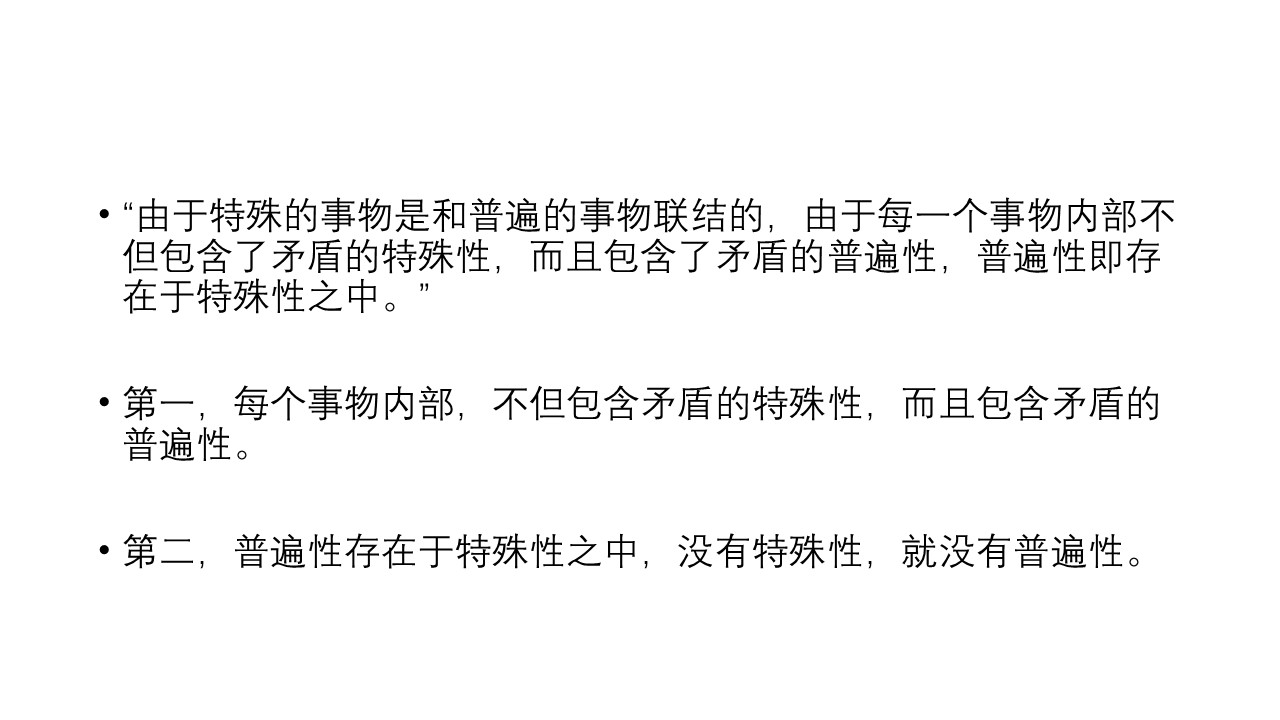 • “由于特殊的事物是和普遍的事物联结的，由于每一个事物内部不
但包含了矛盾的特殊性，而且包含了矛盾的普遍性，普遍性即存
在于特殊性之中。”
• 第一，每个事物内部，不但包含矛盾的特殊性，而且包含矛盾的
普遍性。
• 第二，普遍性存在于特殊性之中，没有特殊性，就没有普遍性。